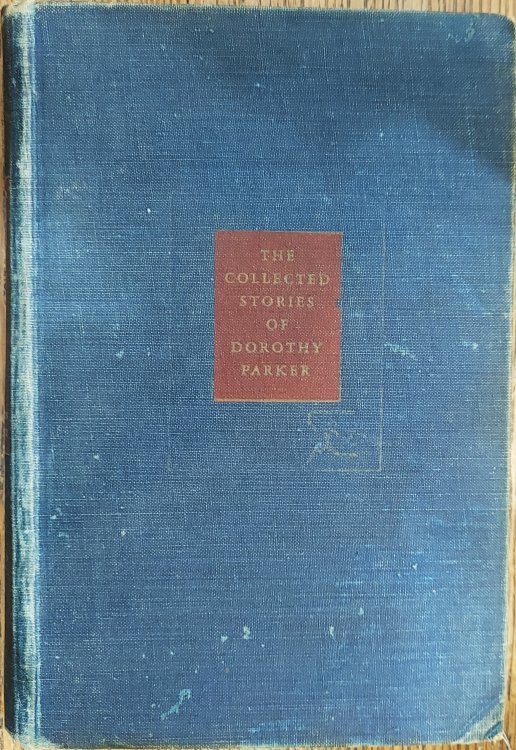 THE
COLLECTED
STORIES
OF
DOROTHY
PARKER